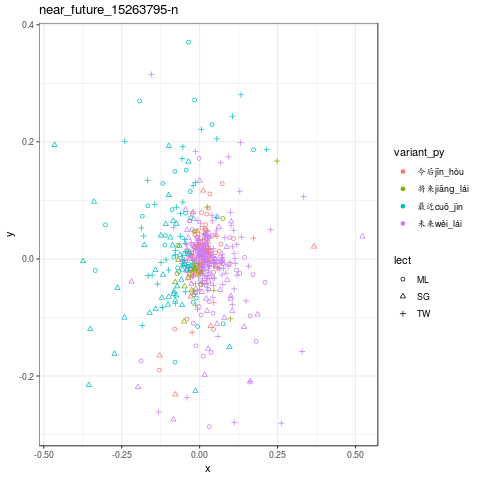 near_future_15263795-n
0.4
0.2
0.0
-0.2
y
-0.50
-0.25
0.00
0.25
0.50
x
variant_py
今后jīn_hòu
将来jiāng_lái
最近cuō_jìn
未来wèi_lái
lect
ML
SG
TW